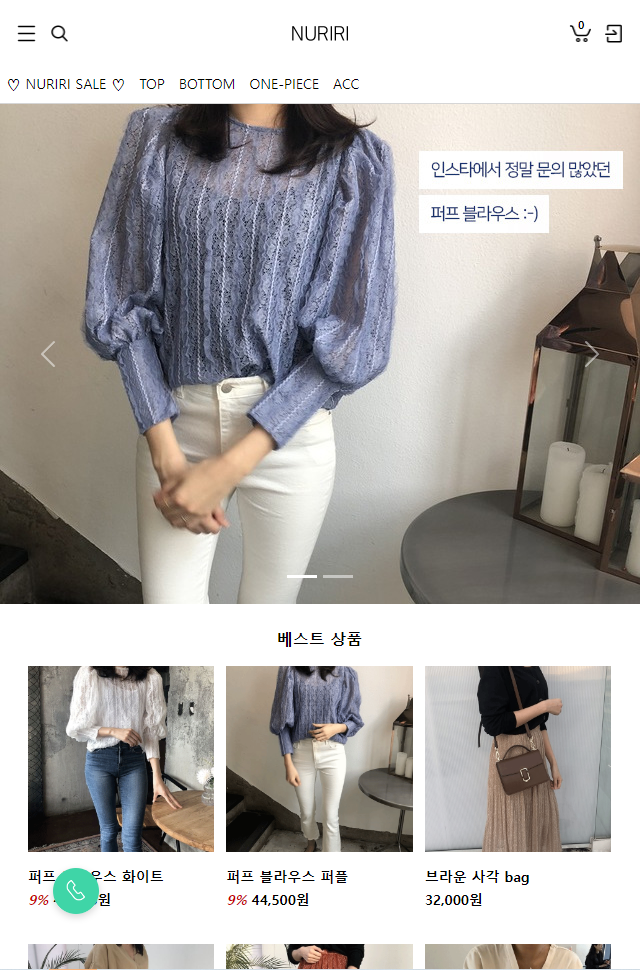 NURIRI
0
♡ NURIRI SALE ♡ TOP BOTTOM ONE-PIECE ACC
인스타에서 정말 문의 많았던
퍼프 블라우스 :-)
베스트 상품
퍼프 화이트
9%
퍼프 블라우스 퍼플
9% 44,500원
브라운 사각 bag
32,000원